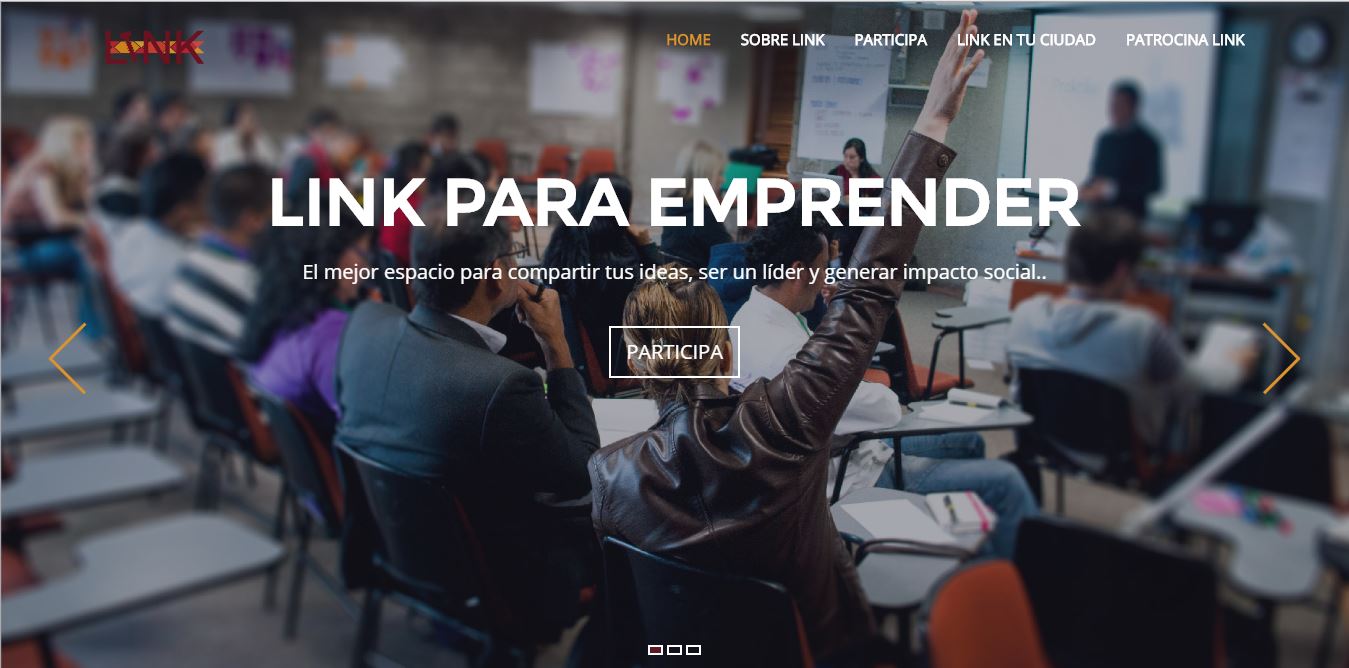 LINK
HOME
SOBRE LINK
PARTICIPA
LINK EN TU CIUDAD
PATROCINA LINK
LINK PARA EMPRENDER
El mejor espacio para compartir tus ideas, ser un líder y generar impacto social..
PARTICIPA